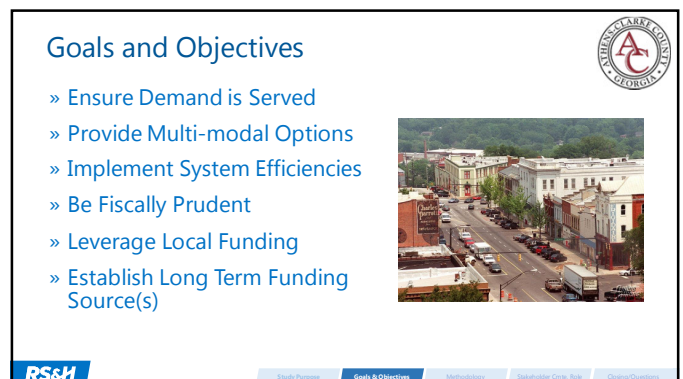 Goals and Objectives
ATHENS-CLARKE COUNTY
AC
GEORGIA
» Ensure Demand is Served
» Provide Multi-modal Options
» Implement System Efficiencies
» Be Fiscally Prudent
» Leverage Local Funding
» Establish Long Term Funding
Source(s)
RS&H
Study Purpose
Goals & Objectives
Methodology
Stakeholder Cmte. Role
Closing/Questions